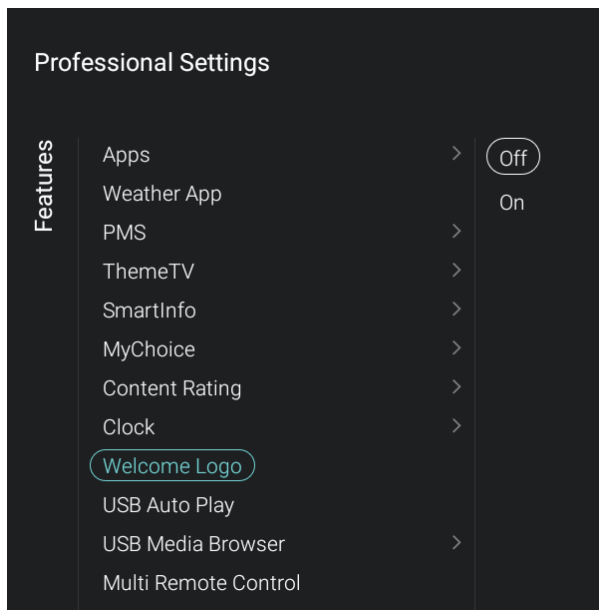 Professional Settings
Features
Apps
Weather App
PMS
ThemeTV
SmartInfo
MyChoice
Content Rating
Clock
Welcome Logo
USB Auto Play
USB Media Browser
Multi Remote Control
Off
On